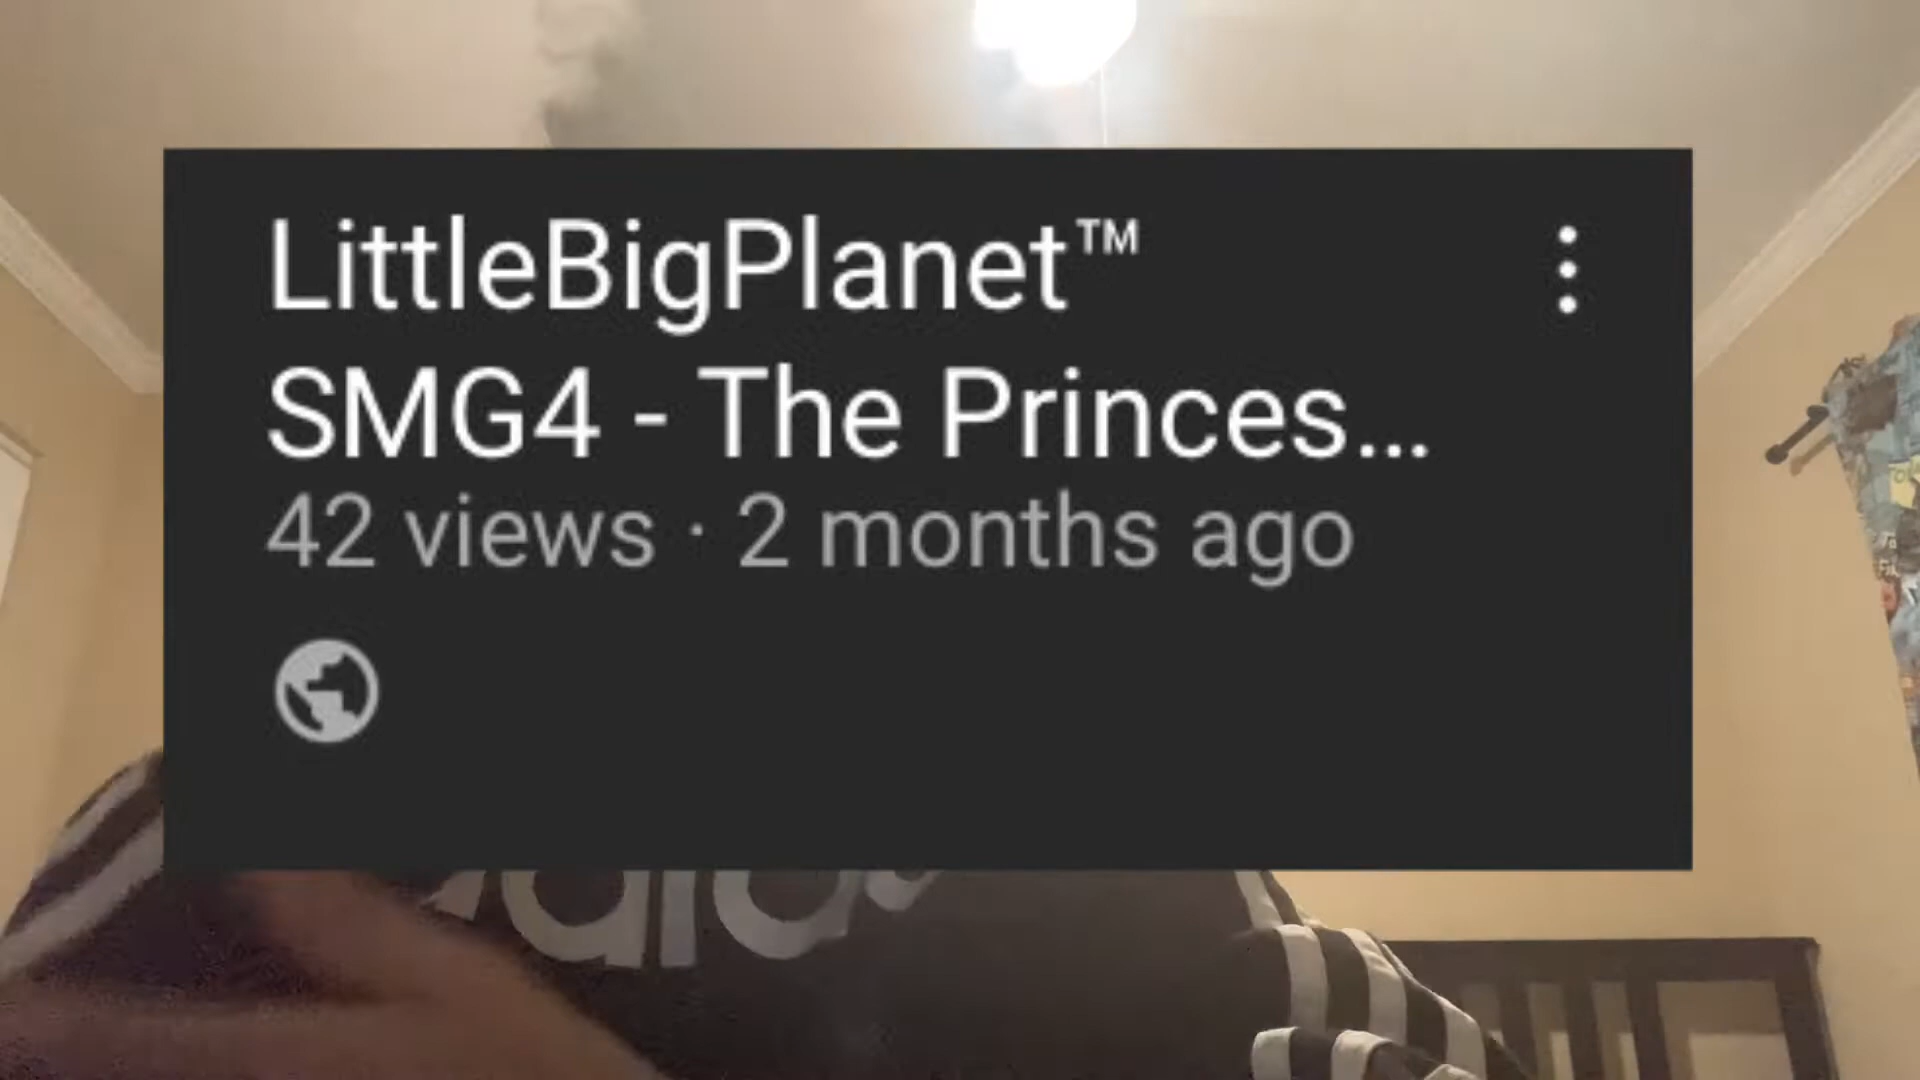 LittleBigPlanet™
SMG4 - The Princes...
42 views · 2 months ago